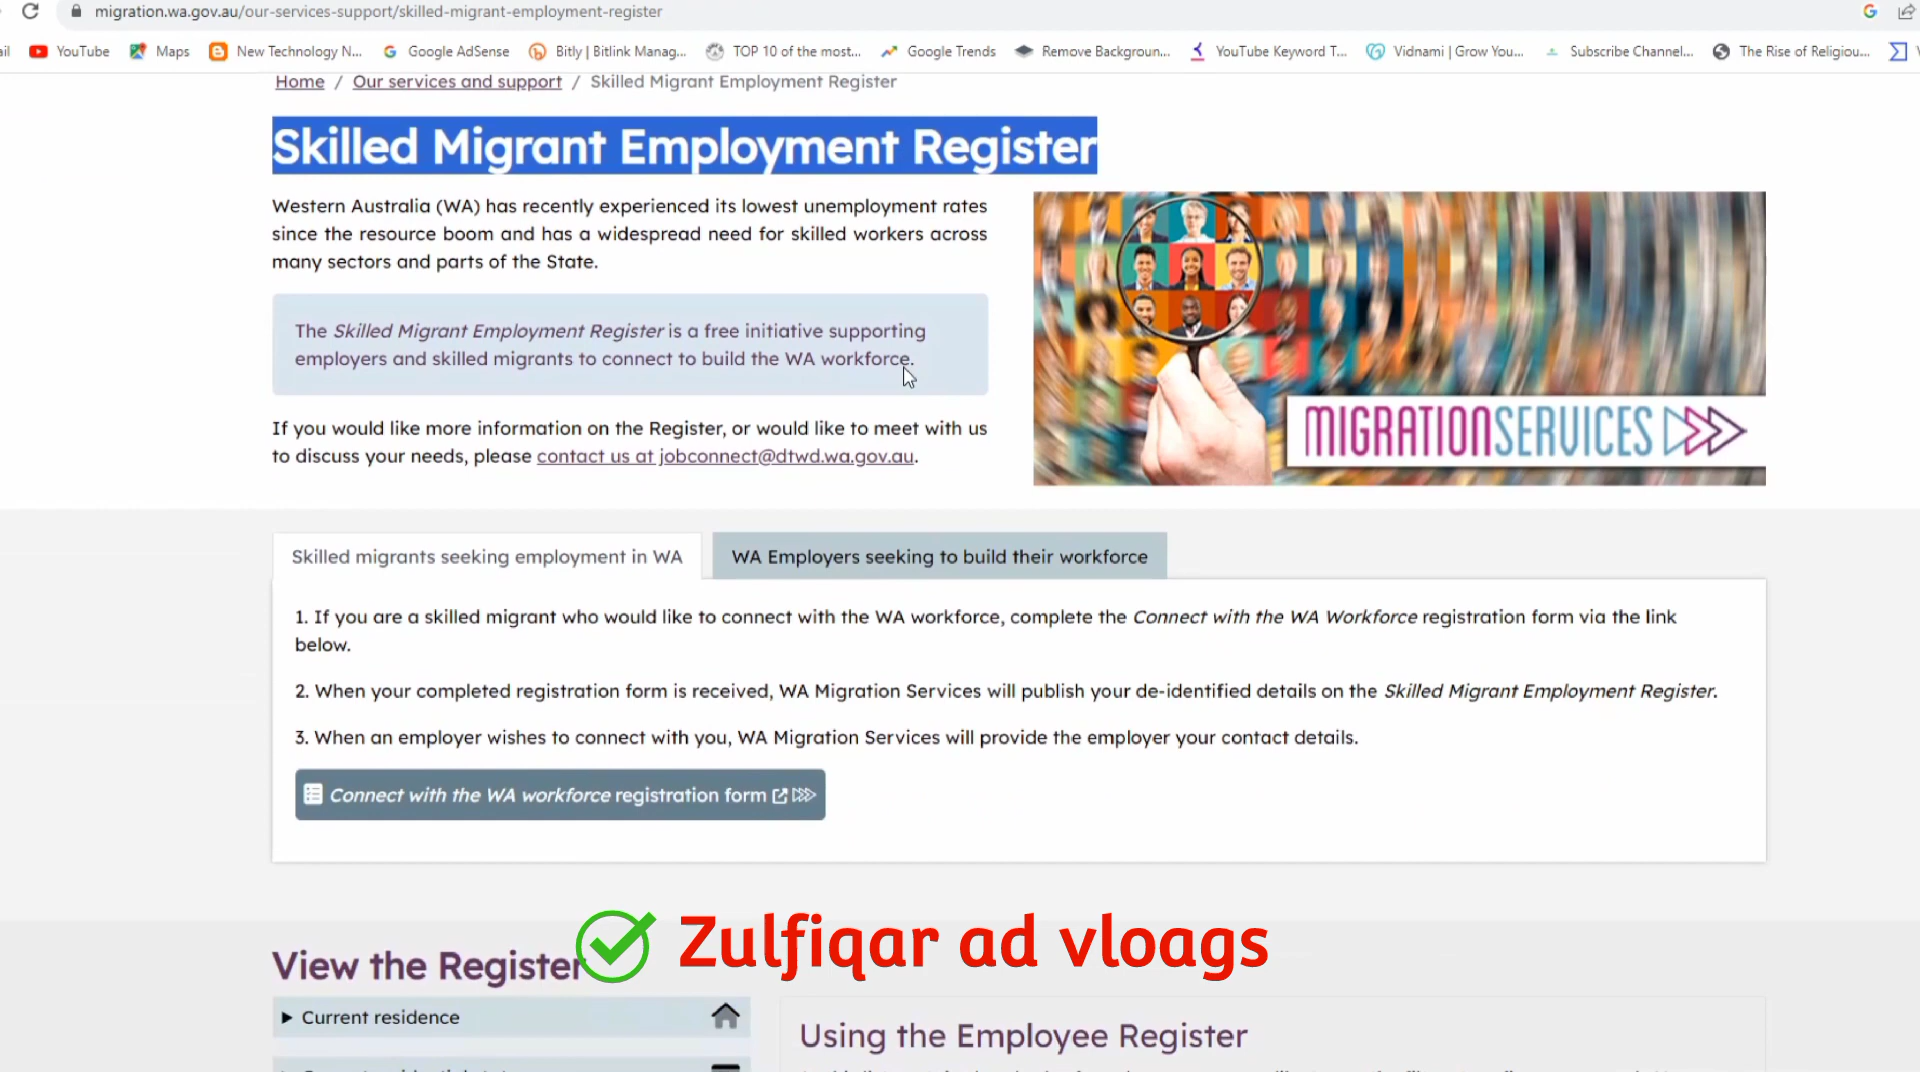 migration.wa.gov.au/our-services-support/skilled-migrant-employment-register
ail YouTube Maps New Technology N... Google AdSense Bitly | Bitlink Manag... TOP 10 of the most... Google Trends Remove Backgroun... YouTube Keyword T... Vidnami | Grow You... Subscribe Channel... The Rise of Religiou...
Home / Our services and support / Skilled Migrant Employment Register
Skilled Migrant Employment Register
Western Australia (WA) has recently experienced its lowest unemployment rates
since the resource boom and has a widespread need for skilled workers across
many sectors and parts of the State.
The Skilled Migrant Employment Register is a free initiative supporting
employers and skilled migrants to connect to build the WA workforce.
If you would like more information on the Register, or would like to meet with us
to discuss your needs, please contact us at jobconnect@dtwd.wa.gov.au.
MIGRATIONSERVICES
Skilled migrants seeking employment in WA
WA Employers seeking to build their workforce
1. If you are a skilled migrant who would like to connect with the WA workforce, complete the Connect with the WA Workforce registration form via the link
below.
2. When your completed registration form is received, WA Migration Services will publish your de-identified details on the Skilled Migrant Employment Register.
3. When an employer wishes to connect with you, WA Migration Services will provide the employer your contact details.
Connect with the WA workforce registration form
Zulfiqar ad vloags
View the Register
Current residence
Using the Employee Register